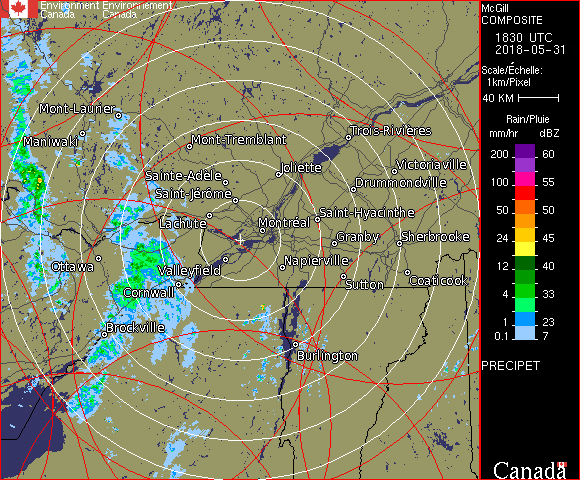 Environment Environnement
Canada Canada
McGill
COMPOSITE
1830 UTC
2018-05-31
Scale/Échelle:
1km/Pixel
40 KM
Rain/Pluie
mm/hr dBZ
200 60
100 55
50 50
24 45
12 40
4 33
1 23
0.1 7
PRECIPET
Canada
Mont-Laurier
Maniwaki
Mont-Tremblant
Trois-Rivières
Victoriaville
Joliette
Sainte-Adèle
Drummondville
Saint-Jérôme
Saint-Hyacinthe
Lachute
Montréal
Granby
Sherbrooke
Ottawa
Valleyfield
Napierville
Sutton
Coaticook
Cornwall
Brockville
Burlington